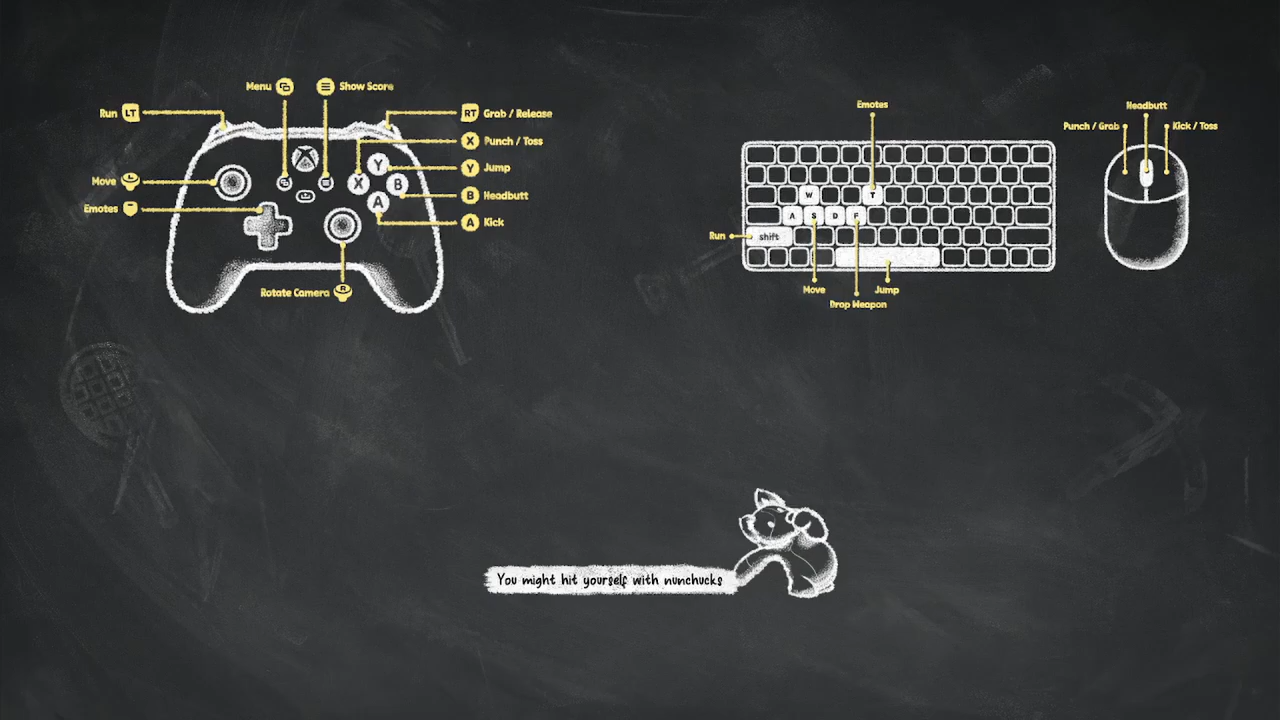 Menu
Show Score
Run LT
RT Grab / Release
X Punch / Toss
Y Jump
B Headbutt
A Kick
Move L
Emotes
Y
X B
A
Rotate Camera R
Emotes
Headbutt
Punch / Grab
Kick / Toss
W T
A S D F
Run shift
Move
Jump
Drop Weapon
You might hit yourself with nunchucks